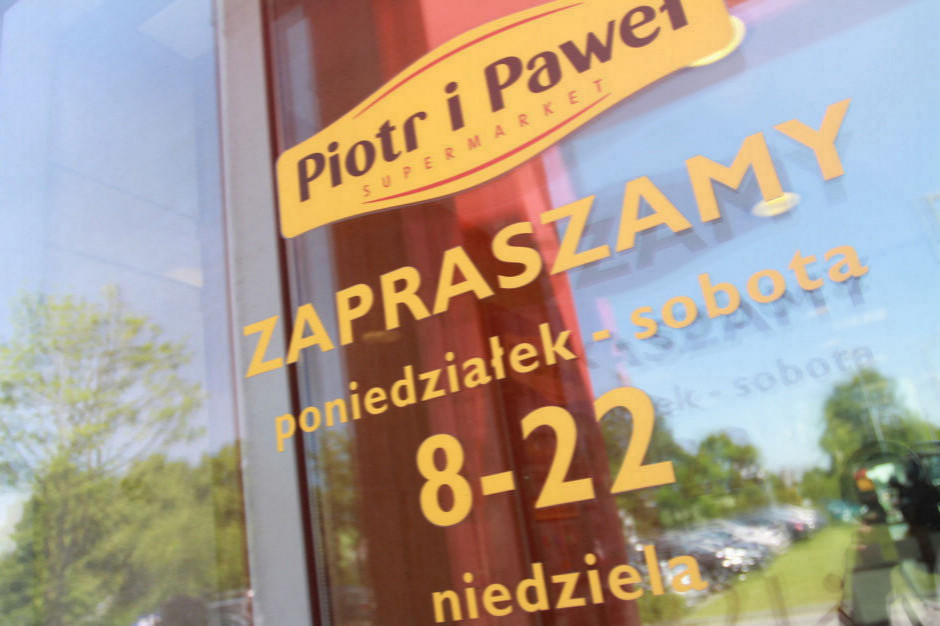 Piotr i Paweł
SUPERMARKET
ZAPRASZAMY
poniedziałek - sobota
8-22
niedziela